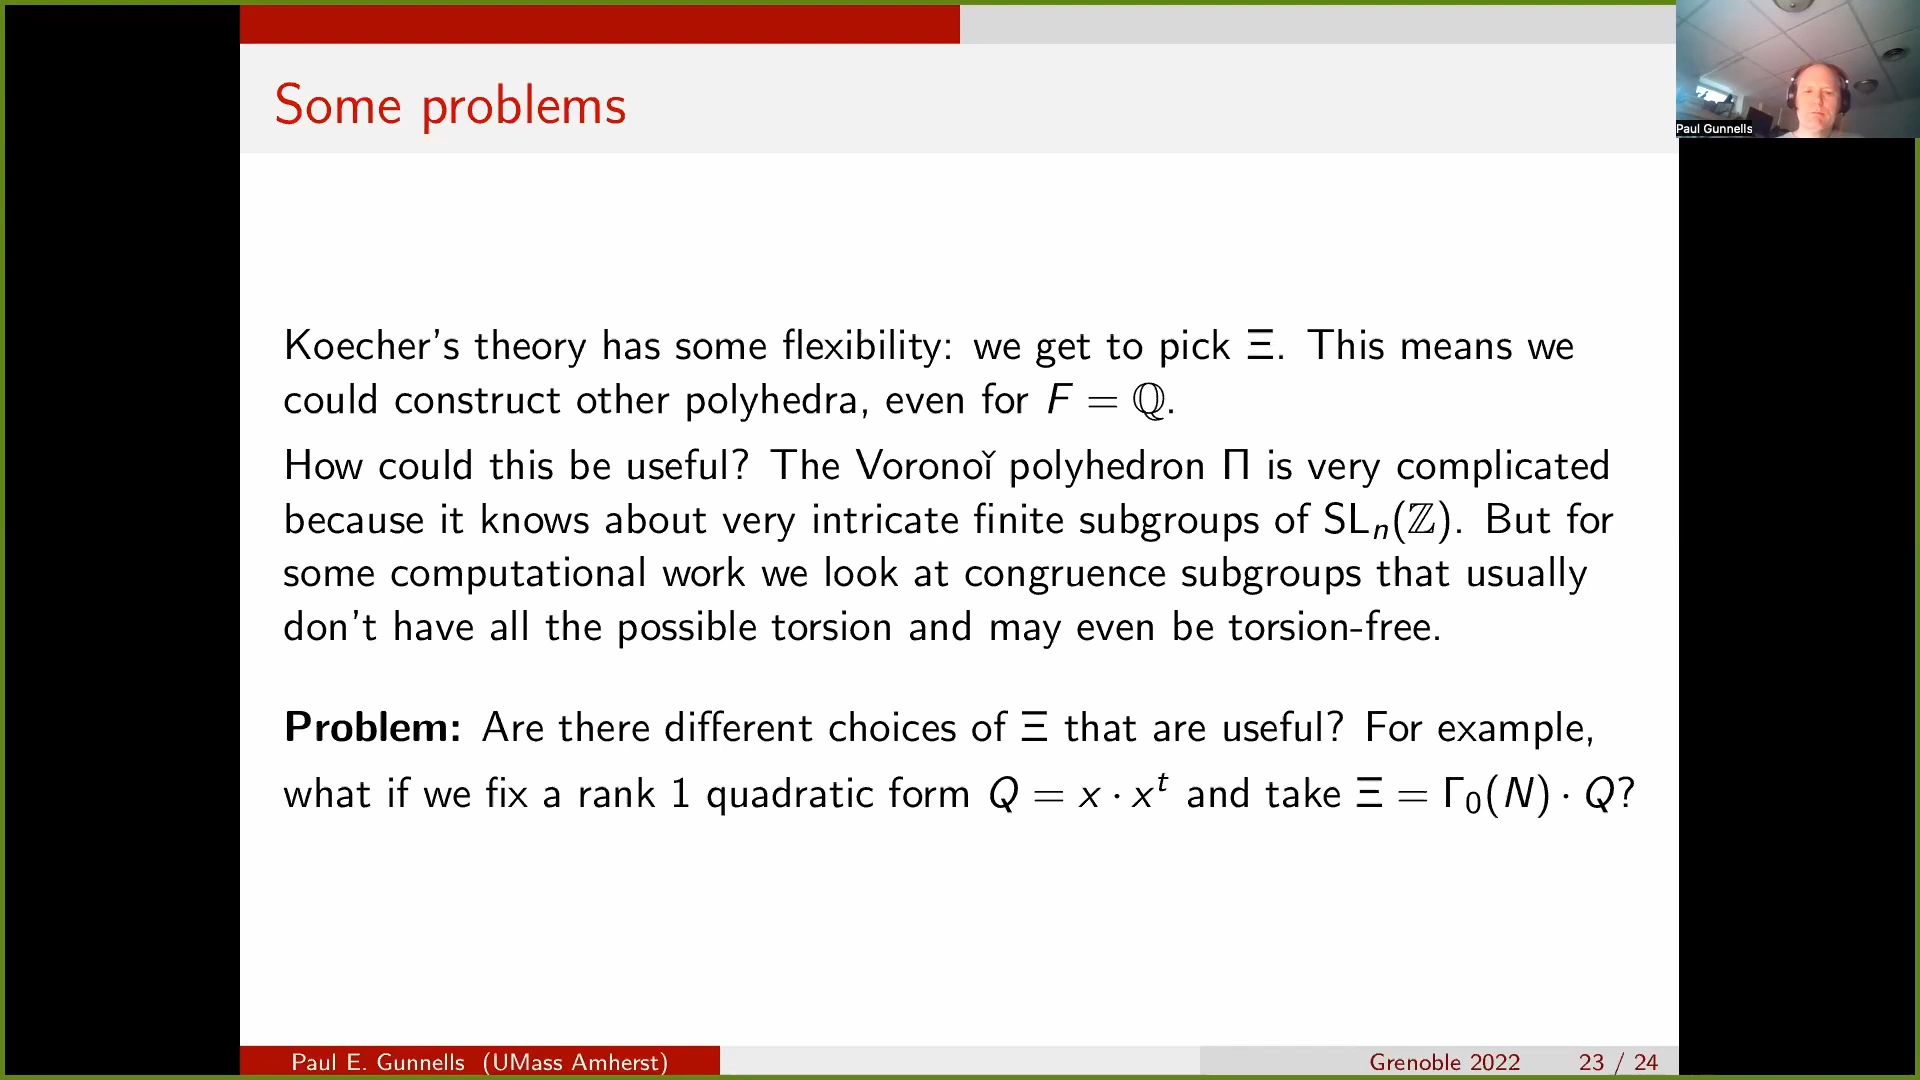 Some problems
Paul Gunnells
Koecher's theory has some flexibility: we get to pick Ξ. This means we
could construct other polyhedra, even for F = ℚ.
How could this be useful? The Voronoĭ polyhedron Π is very complicated
because it knows about very intricate finite subgroups of SLₙ(ℤ). But for
some computational work we look at congruence subgroups that usually
don't have all the possible torsion and may even be torsion-free.
Problem: Are there different choices of Ξ that are useful? For example,
what if we fix a rank 1 quadratic form Q = x · xᵗ and take Ξ = Γ₀(N) · Q?
Paul E. Gunnells (UMass Amherst)
Grenoble 2022
23 / 24